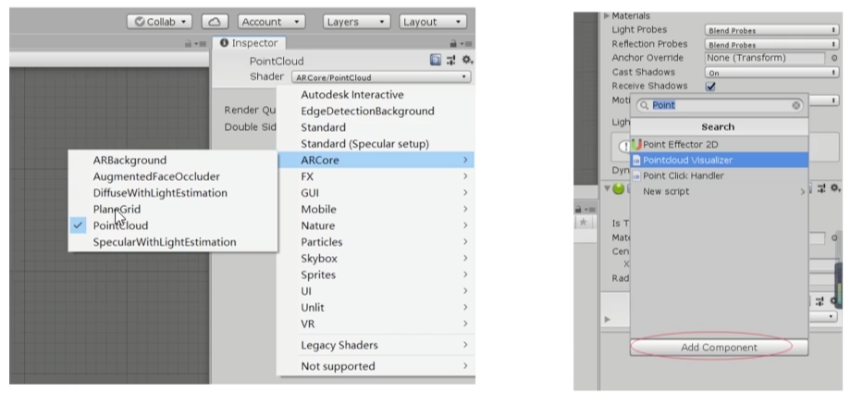 Collab
Account
Layers
Layout
Inspector
PointCloud
Shader ARCore/PointCloud
Render Qu
Double Sid
Autodesk Interactive
EdgeDetectionBackground
Standard
Standard (Specular setup)
ARCore
FX
GUI
Mobile
Nature
Particles
Skybox
Sprites
UI
Unlit
VR
Legacy Shaders
Not supported
ARBackground
AugmentedFaceOccluder
DiffuseWithLightEstimation
PlaneGrid
PointCloud
SpecularWithLightEstimation
Materials
Light Probes Blend Probes
Reflection Probes Blend Probes
Anchor Override None (Transform)
Cast Shadows On
Receive Shadows
Moti
Ligh
Dyn
Is T
Mate
Cen
X
Rad
Point
Search
Point Effector 2D
Pointcloud Visualizer
Point Click Handler
New script
Add Component